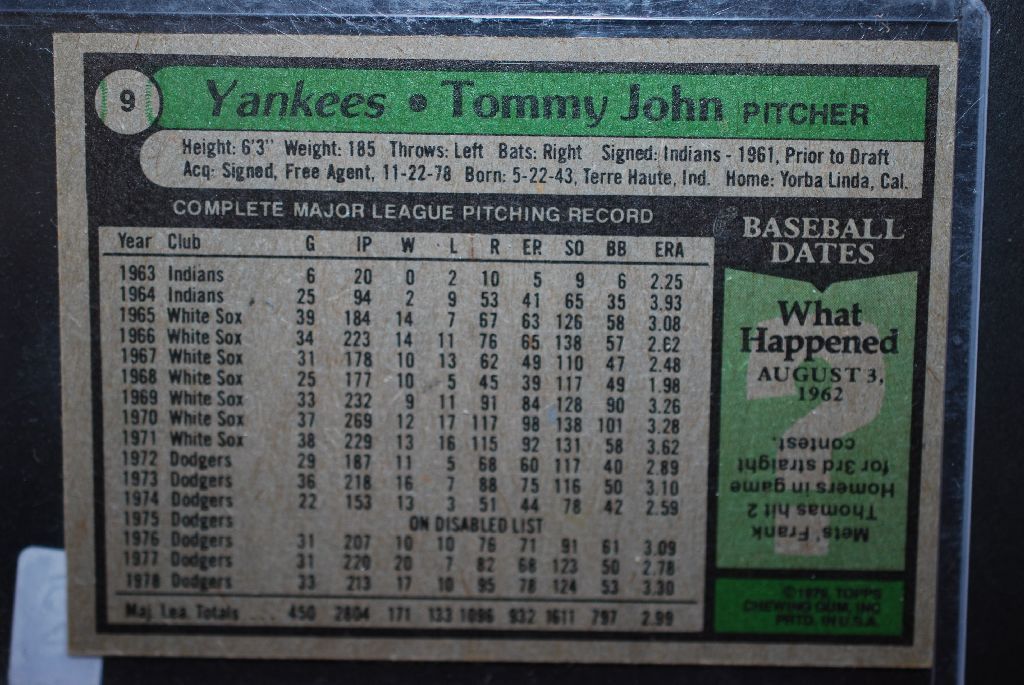 9 Yankees • Tommy John PITCHER
Height: 6'3" Weight: 185 Throws: Left Bats: Right Signed: Indians - 1961, Prior to Draft
Acq: Signed, Free Agent, 11-22-78 Born: 5-22-43, Terre Haute, Ind. Home: Yorba Linda, Cal.
COMPLETE MAJOR LEAGUE PITCHING RECORD
Year Club G IP W L R ER SO BB ERA
1963 Indians 6 20 0 2 10 5 9 6 2.25
1964 Indians 25 94 2 9 53 41 65 35 3.93
1965 White Sox 39 184 14 7 67 63 126 58 3.08
1966 White Sox 34 223 14 11 76 65 138 57 2.62
1967 White Sox 31 178 10 13 62 49 110 47 2.48
1968 White Sox 25 177 10 5 45 39 117 49 1.98
1969 White Sox 33 232 9 11 91 84 128 90 3.26
1970 White Sox 37 269 12 17 117 98 138 101 3.28
1971 White Sox 38 229 13 16 115 92 131 58 3.62
1972 Dodgers 29 187 11 5 68 60 117 40 2.89
1973 Dodgers 36 218 16 7 88 75 116 50 3.10
1974 Dodgers 22 153 13 3 51 44 78 42 2.59
1975 Dodgers ON DISABLED LIST
1976 Dodgers 31 207 10 10 76 71 91 61 3.09
1977 Dodgers 31 220 20 7 82 68 123 50 2.78
1978 Dodgers 33 213 17 10 95 78 124 53 3.30
Maj. Lea. Totals .... 450 2804 171 133 1096 932 1611 797 2.99
BASEBALL
DATES
What
Happened
AUGUST 3,
1962
Mets' Frank
Thomas hit 2
Homers in game
for 3rd straight
contest.
©1979, TOPPS
CHEWING GUM, INC
PRTD. IN U.S.A.